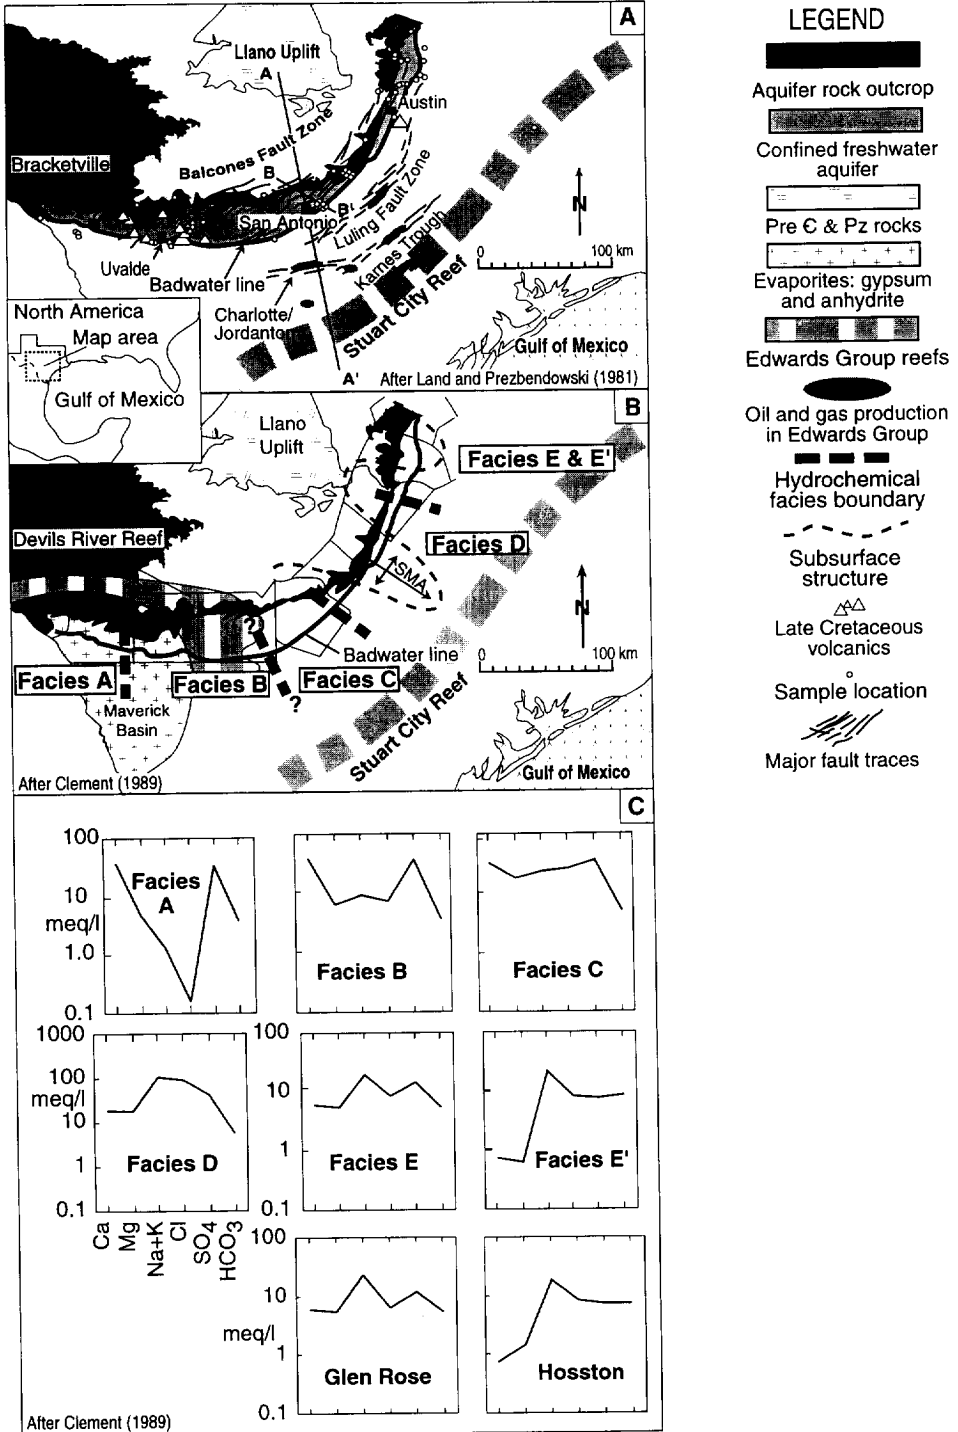 A
Llano Uplift
A
Austin
Balcones Fault Zone
Bracketville
B
B'
San Antonio
Luling Fault Zone
N
Karnes Trough
0 100 km
Uvalde
Badwater line
Charlotte/
Jordanton
Stuart City Reef
Gulf of Mexico
A'
After Land and Prezbendowski (1981)
North America
Map area
Gulf of Mexico
B
Llano
Uplift
Facies E & E'
Devils River Reef
Facies D
SMA
N
?
Badwater line
0 100 km
Facies A
Facies B
Facies C
?
Maverick
Basin
Stuart City Reef
Gulf of Mexico
After Clement (1989)
C
100
10
meq/l
1.0
0.1
Facies
A
Facies B
Facies C
1000
100
meq/l
10
1
0.1
Facies D
100
10
1
0.1
Facies E
Facies E'
Ca
Mg
Na+K
Cl
SO4
HCO3
100
10
meq/l
1
0.1
Glen Rose
Hosston
After Clement (1989)
LEGEND
Aquifer rock outcrop
Confined freshwater
aquifer
Pre Є & Pz rocks
Evaporites: gypsum
and anhydrite
Edwards Group reefs
Oil and gas production
in Edwards Group
Hydrochemical
facies boundary
Subsurface
structure
Late Cretaceous
volcanics
Sample location
Major fault traces